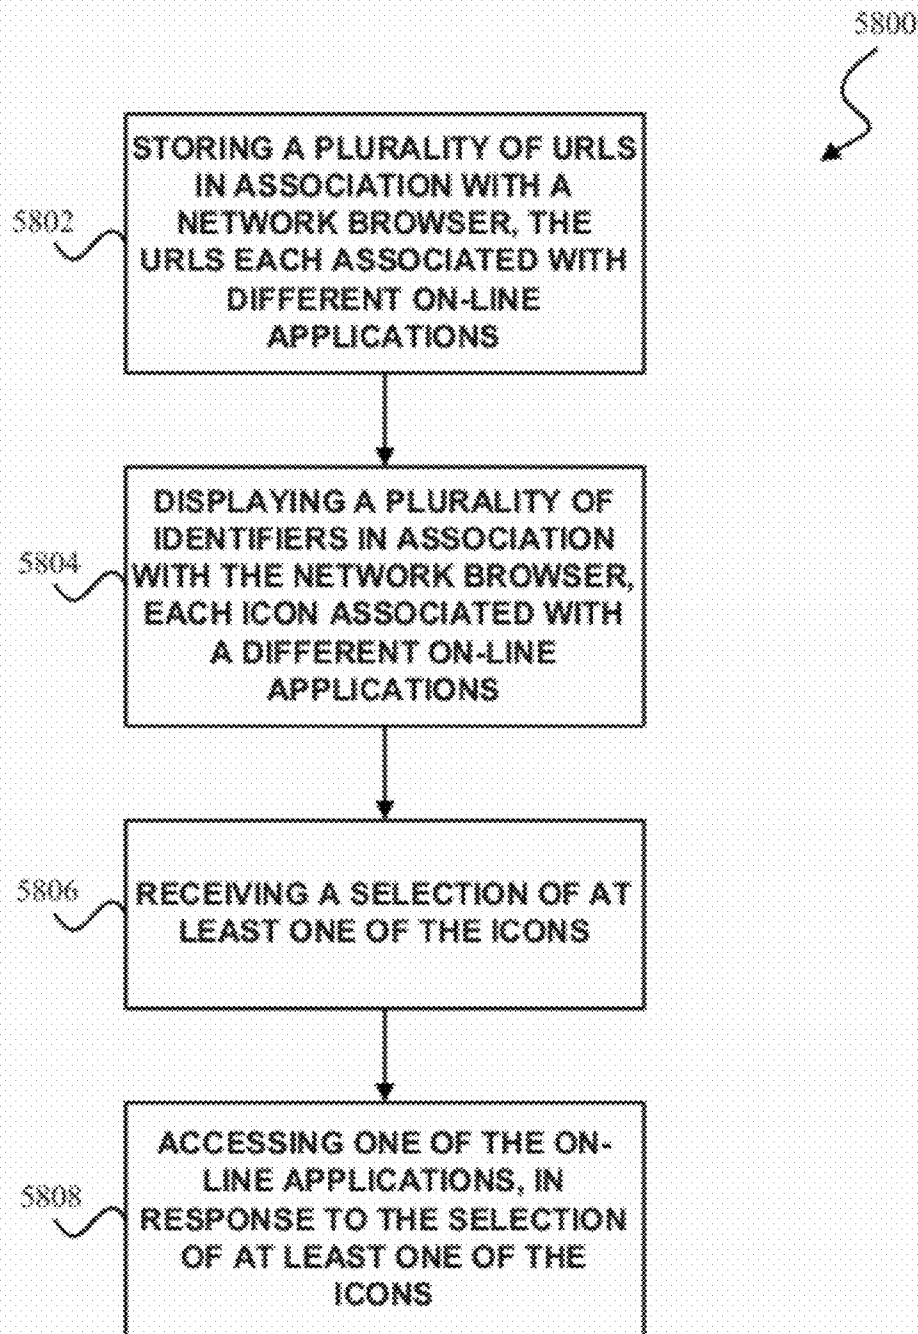 5800
5802
STORING A PLURALITY OF URLS
IN ASSOCIATION WITH A
NETWORK BROWSER, THE
URLS EACH ASSOCIATED WITH
DIFFERENT ON-LINE
APPLICATIONS
5804
DISPLAYING A PLURALITY OF
IDENTIFIERS IN ASSOCIATION
WITH THE NETWORK BROWSER,
EACH ICON ASSOCIATED WITH
A DIFFERENT ON-LINE
APPLICATIONS
5806
RECEIVING A SELECTION OF AT
LEAST ONE OF THE ICONS
5808
ACCESSING ONE OF THE ON-
LINE APPLICATIONS, IN
RESPONSE TO THE SELECTION
OF AT LEAST ONE OF THE
ICONS